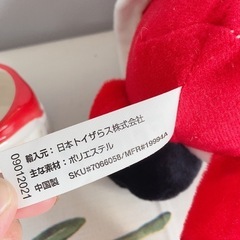 輸入元：日本トイザらス株式会社
主な素材：ポリエステル
中国製 SKU#7066058/MFR#19994A
09012021